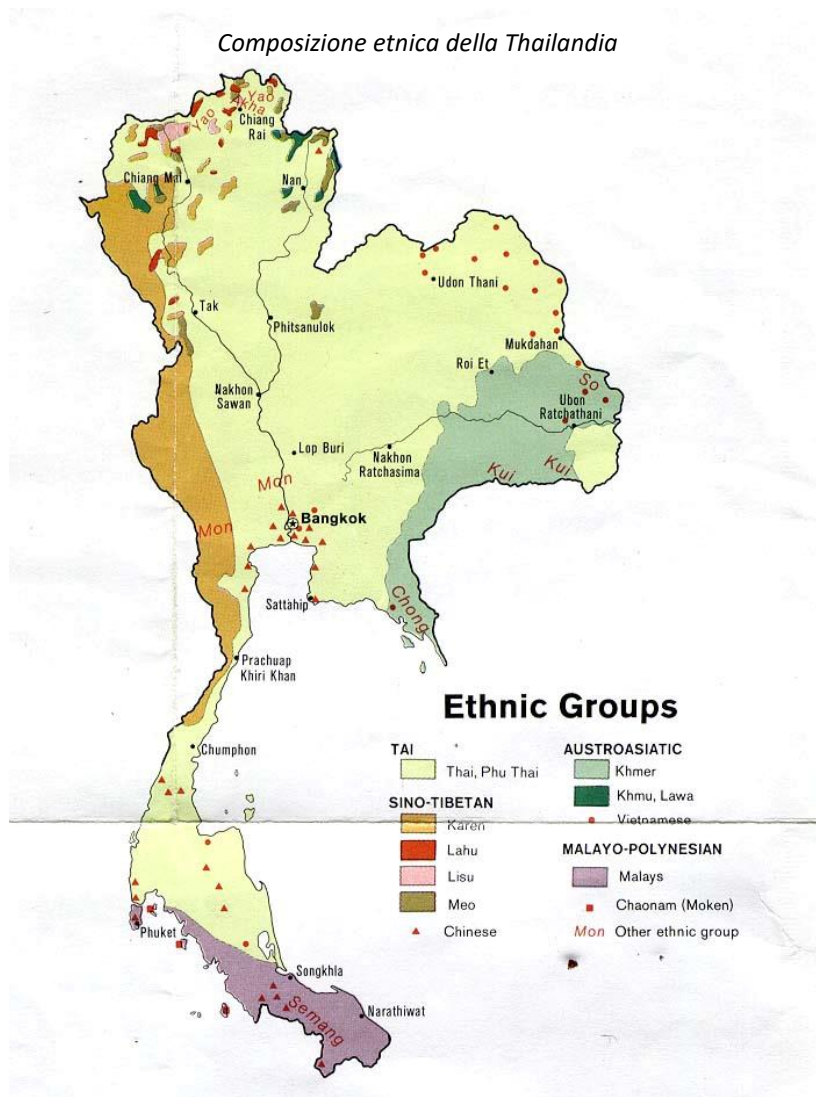 Composizione etnica della Thailandia
Yao
Akha
Yao
Chiang
Rai
Chiang Mai
Nan
Udon Thani
Tak
Phitsanulok
Mukdahan
Roi Et
So
Nakhon
Sawan
Ubon
Ratchathani
Lop Buri
Nakhon
Ratchasima
Kui
Kui
Mon
Mon
Bangkok
Sattahip
Chong
Prachuap
Khiri Khan
Ethnic Groups
Chumphon
TAI
Thai, Phu Thai
SINO-TIBETAN
Karen
Lahu
Lisu
Meo
Chinese
AUSTROASIATIC
Khmer
Khmu, Lawa
Vietnamese
MALAYO-POLYNESIAN
Malays
Chaonam (Moken)
Mon Other ethnic group
Phuket
Songkhla
Semang
Narathiwat